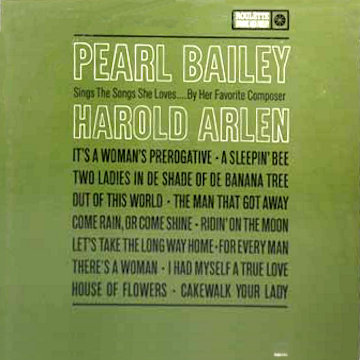 ROULETTE
PEARL BAILEY
Sings The Songs She Loves....By Her Favorite Composer
HAROLD ARLEN
IT'S A WOMAN'S PREROGATIVE · A SLEEPIN' BEE
TWO LADIES IN DE SHADE OF DE BANANA TREE
OUT OF THIS WORLD · THE MAN THAT GOT AWAY
COME RAIN, OR COME SHINE · RIDIN' ON THE MOON
LET'S TAKE THE LONG WAY HOME · FOR EVERY MAN
THERE'S A WOMAN · I HAD MYSELF A TRUE LOVE
HOUSE OF FLOWERS · CAKEWALK YOUR LADY